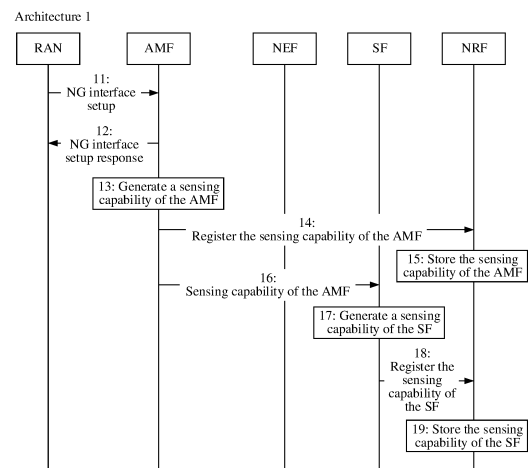 Architecture 1
RAN
AMF
NEF
SF
NRF
11:
NG interface
setup
12:
NG interface
setup response
13: Generate a sensing
capability of the AMF
14:
Register the sensing capability of the AMF
15: Store the sensing
capability of the AMF
16:
Sensing capability of the AMF
17: Generate a sensing
capability of the SF
18:
Register the
sensing
capability of
the SF
19: Store the sensing
capability of the SF